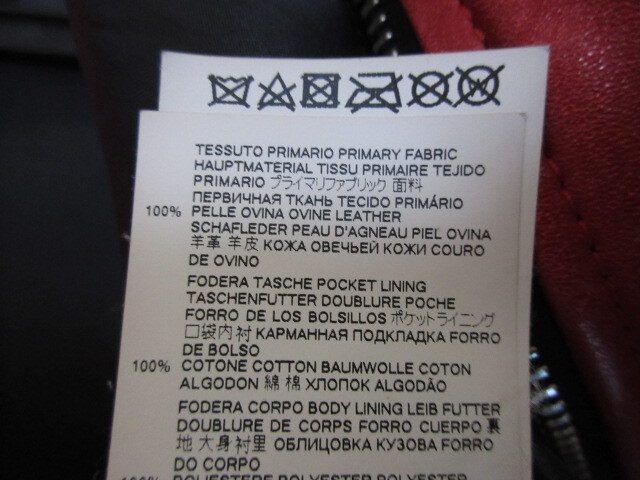 TESSUTO PRIMARIO PRIMARY FABRIC
HAUPTMATERIAL TISSU PRIMAIRE TEJIDO
PRIMARIO プライマリファブリック 面料
ПЕРВИЧНАЯ ТКАНЬ TECIDO PRIMÁRIO
100% PELLE OVINA OVINE LEATHER
SCHAFLEDER PEAU D'AGNEAU PIEL OVINA
羊革 羊皮 КОЖА ОВЕЧЬЕЙ КОЖИ COURO
DE OVINO
FODERA TASCHE POCKET LINING
TASCHENFUTTER DOUBLURE POCHE
FORRO DE LOS BOLSILLOS ポケットライニング
口袋内衬 КАРМАННАЯ ПОДКЛАДКА FORRO
DE BOLSO
100% COTONE COTTON BAUMWOLLE COTON
ALGODON 綿 棉 ХЛОПОК ALGODÃO
FODERA CORPO BODY LINING LEIB FUTTER
DOUBLURE DE CORPS FORRO CUERPO 裏
地 大身衬里 ОБЛИЦОВКА КУЗОВА FORRO
DO CORPO
100% POLIESTERE POLYESTER POLYESTER